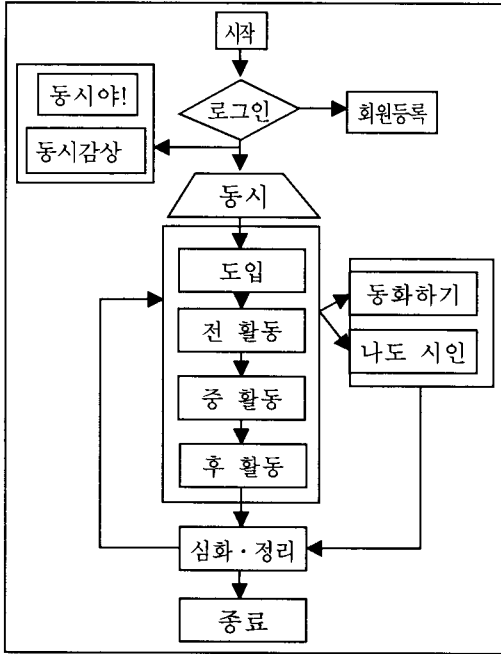 시작
동시야!
로그인
회원등록
동시감상
동시
도입
동화하기
전 활동
나도 시인
중 활동
후 활동
심화·정리
종료